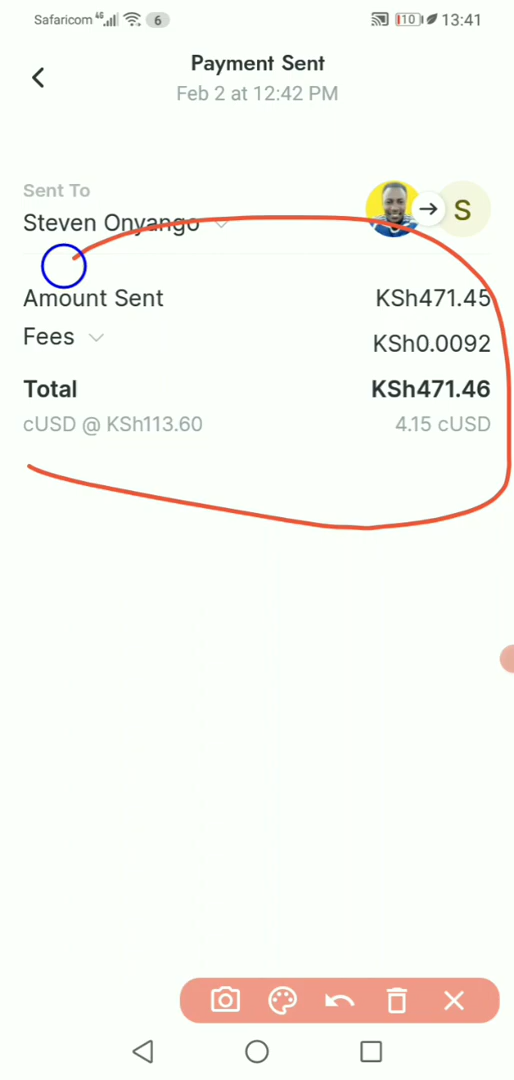 Safaricom 4G 6 10 13:41
Payment Sent
Feb 2 at 12:42 PM
Sent To
Steven Onyango
S
Amount Sent KSh471.45
Fees KSh0.0092
Total KSh471.46
cUSD @ KSh113.60 4.15 cUSD